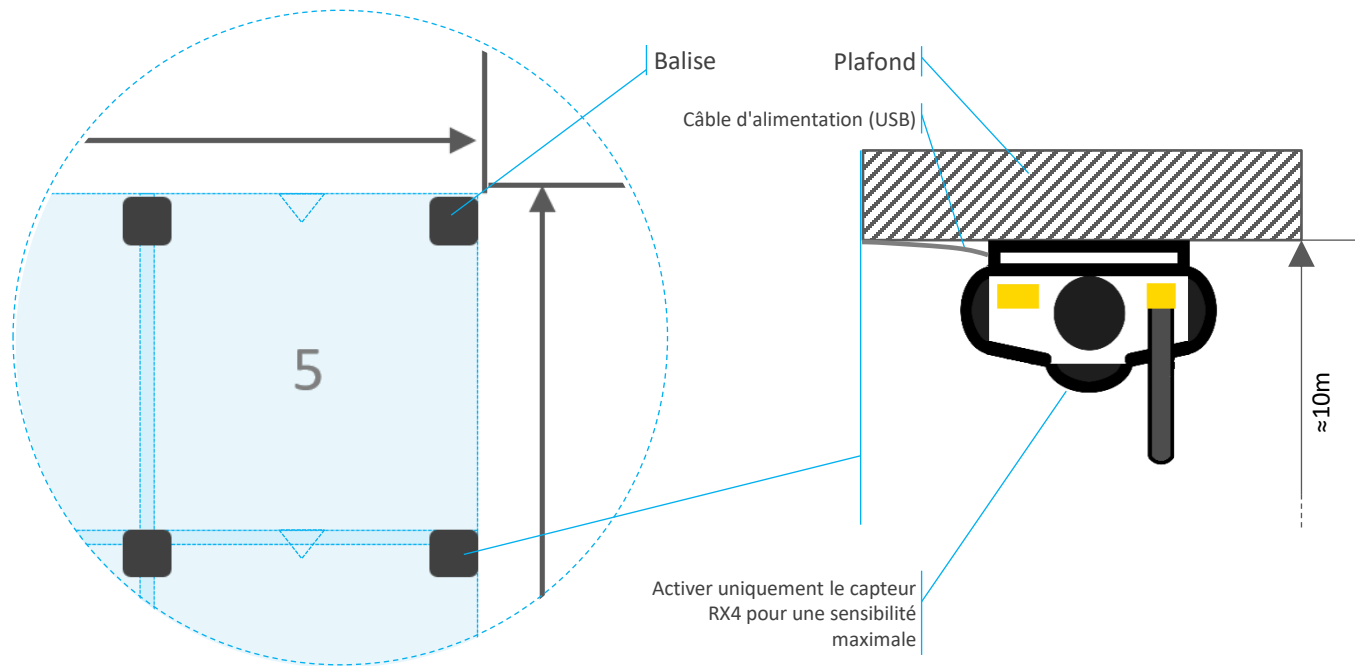 Balise
Plafond
Câble d'alimentation (USB)
5
≈10m
Activer uniquement le capteur
RX4 pour une sensibilité
maximale